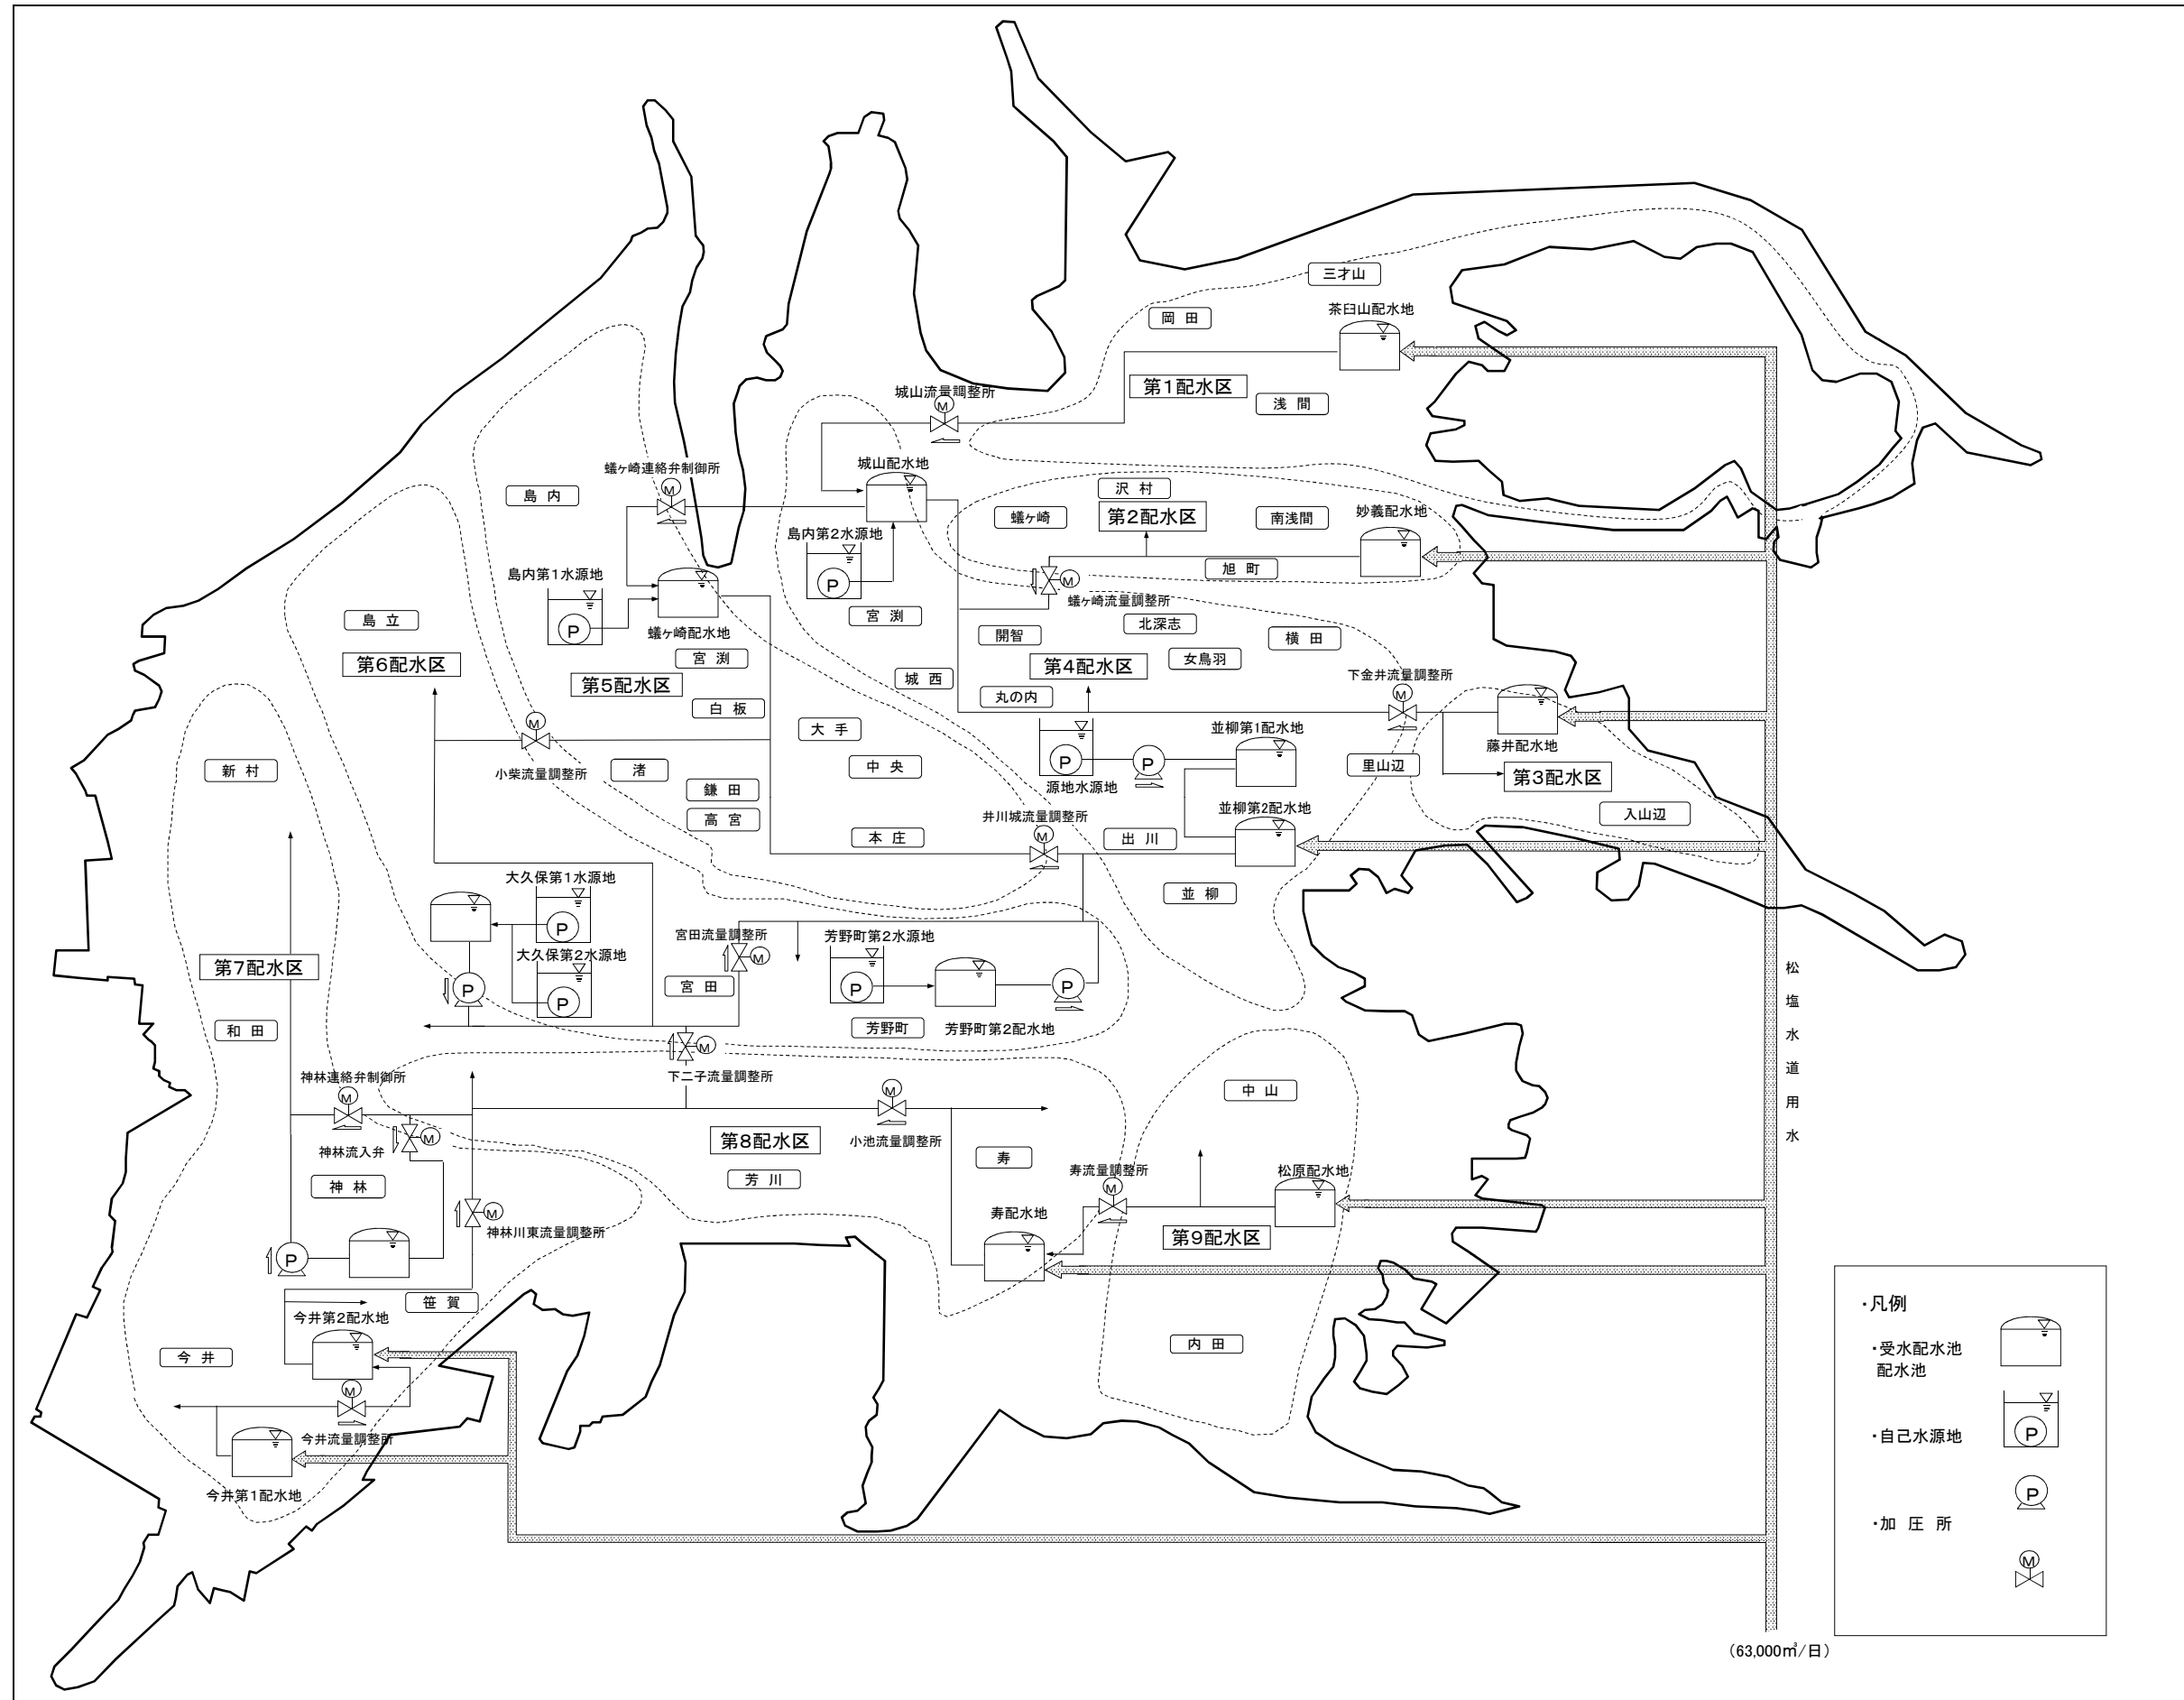 三才山
岡 田
茶臼山配水地
第1配水区
城山流量調整所
M
浅 間
城山配水地
蟻ヶ崎連絡弁制御所
M
島 内
沢 村
蟻ヶ崎
第2配水区
南浅間
妙義配水地
島内第2水源地
P
島内第1水源地
P
旭 町
M
蟻ヶ崎流量調整所
蟻ヶ崎配水地
宮 渕
島 立
北深志
開智
横 田
宮 渕
女鳥羽
第6配水区
第4配水区
第5配水区
城 西
下金井流量調整所
M
丸の内
白 板
大 手
M
小柴流量調整所
並柳第1配水地
藤井配水地
P
P
源地水源地
新 村
渚
中 央
里山辺
第3配水区
鎌 田
高 宮
並柳第2配水地
入山辺
井川城流量調整所
M
本 庄
出 川
大久保第1水源地
P
並 柳
宮田流量調整所
M
芳野町第2水源地
P
大久保第2水源地
P
第7配水区
P
宮 田
P
芳野町
芳野町第2配水地
和 田
M
下二子流量調整所
神林連絡弁制御所
M
M
神林流入弁
M
小池流量調整所
中 山
第8配水区
寿
芳 川
寿流量調整所
M
松原配水地
神 林
M
神林川東流量調整所
寿配水地
第9配水区
P
笹 賀
今井第2配水地
今 井
内 田
M
今井流量調整所
今井第1配水地
松
塩
水
道
用
水
(63,000㎥/日)
・凡例
・受水配水池
配水池
・自己水源地
P
P
・加 圧 所
M